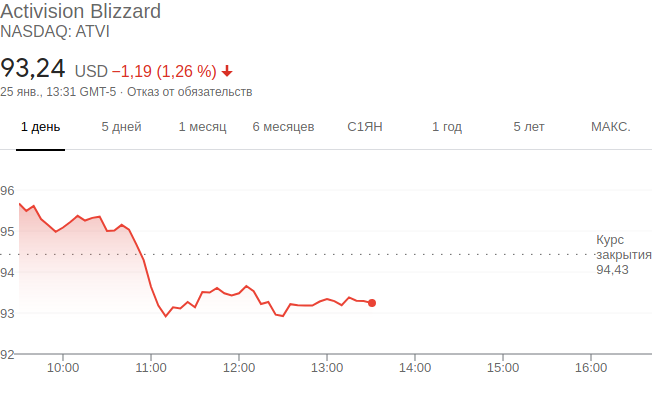 Activision Blizzard
NASDAQ: ATVI
93,24 USD −1,19 (1,26 %)
25 янв., 13:31 GMT-5 · Отказ от обязательств
1 день 5 дней 1 месяц 6 месяцев С1ЯН 1 год 5 лет МАКС.
96
95
Курс
закрытия
94,43
94
93
92
10:00 11:00 12:00 13:00 14:00 15:00 16:00